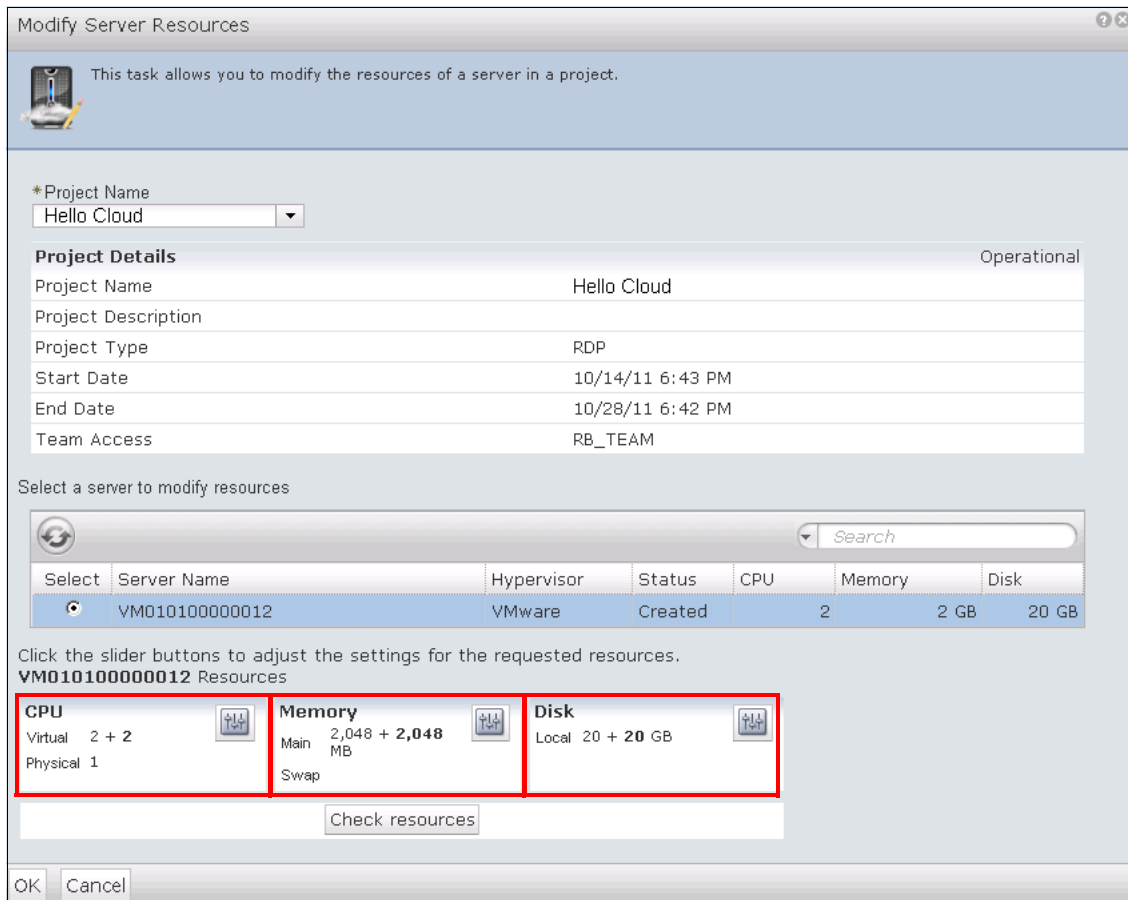 Modify Server Resources
This task allows you to modify the resources of a server in a project.
*Project Name
Hello Cloud
Project Details Operational
Project Name Hello Cloud
Project Description
Project Type RDP
Start Date 10/14/11 6:43 PM
End Date 10/28/11 6:42 PM
Team Access RB_TEAM
Select a server to modify resources
Search
Select Server Name Hypervisor Status CPU Memory Disk
VM010100000012 VMware Created 2 2 GB 20 GB
Click the slider buttons to adjust the settings for the requested resources.
VM010100000012 Resources
CPU
Virtual 2 + 2
Physical 1
Memory
Main 2,048 + 2,048 MB
Swap
Disk
Local 20 + 20 GB
Check resources
OK Cancel